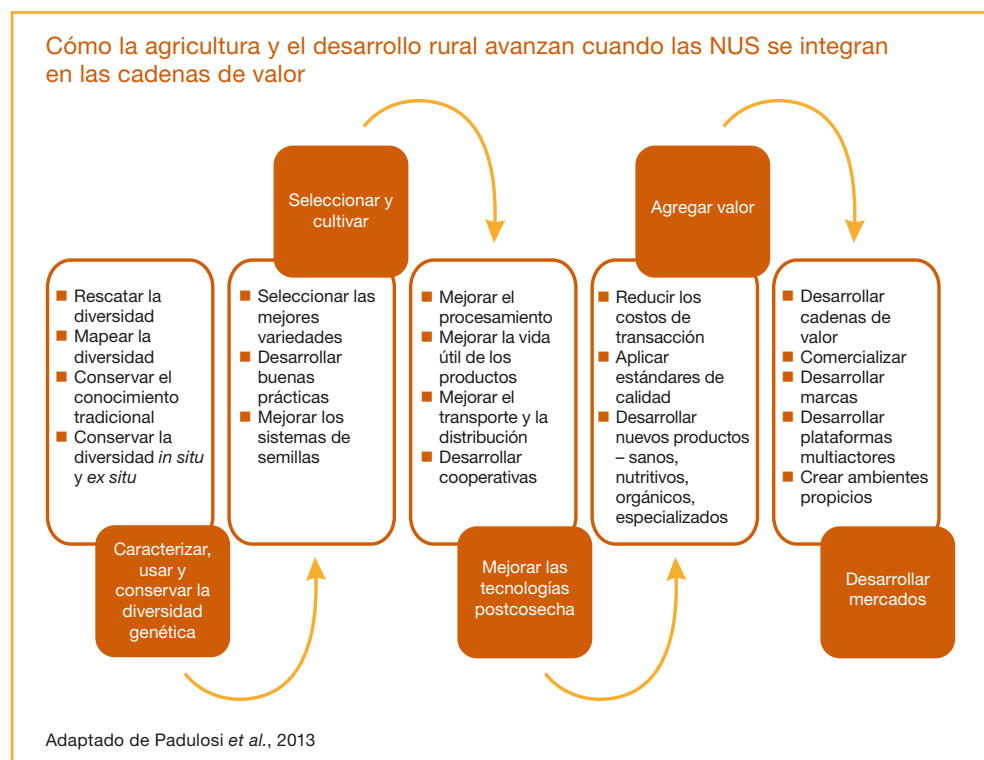 Cómo la agricultura y el desarrollo rural avanzan cuando las NUS se integran
en las cadenas de valor
■ Rescatar la
diversidad
■ Mapear la
diversidad
■ Conservar el
conocimiento
tradicional
■ Conservar la
diversidad in situ
y ex situ
Caracterizar,
usar y
conservar la
diversidad
genética
Seleccionar y
cultivar
■ Seleccionar las
mejores
variedades
■ Desarrollar
buenas
prácticas
■ Mejorar los
sistemas de
semillas
■ Mejorar el
procesamiento
■ Mejorar la vida
útil de los
productos
■ Mejorar el
transporte y la
distribución
■ Desarrollar
cooperativas
Mejorar las
tecnologías
postcosecha
Agregar valor
■ Reducir los
costos de
transacción
■ Aplicar
estándares de
calidad
■ Desarrollar
nuevos productos
– sanos,
nutritivos,
orgánicos,
especializados
■ Desarrollar
cadenas de
valor
■ Comercializar
■ Desarrollar
marcas
■ Desarrollar
plataformas
multiactores
■ Crear ambientes
propicios
Desarrollar
mercados
Adaptado de Padulosi et al., 2013